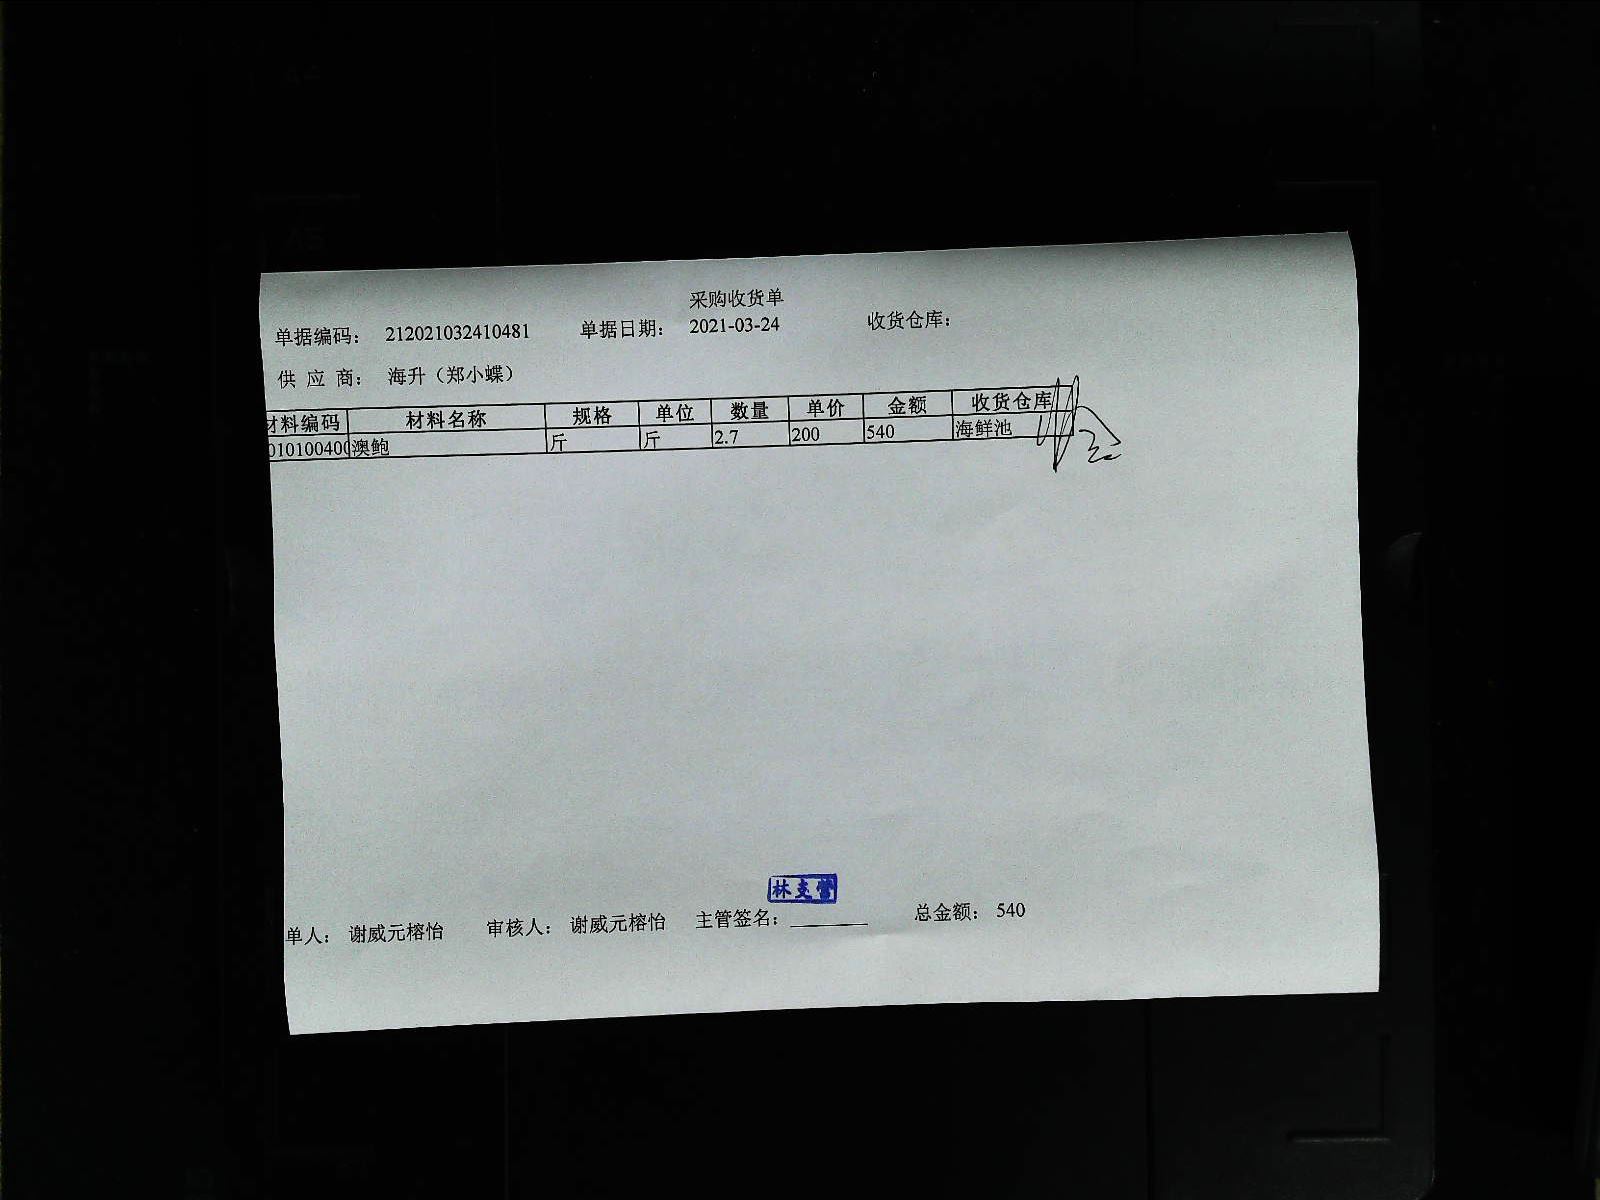 采购收货单
单据编码： 212021032410481 单据日期： 2021-03-24 收货仓库：
供 应 商： 海升（郑小蝶）
材料编码 材料名称 规格 单位 数量 单价 金额 收货仓库
010100400 澳鲍 斤 斤 2.7 200 540 海鲜池
单人： 谢威元榕怡 审核人： 谢威元榕怡 主管签名： 总金额： 540